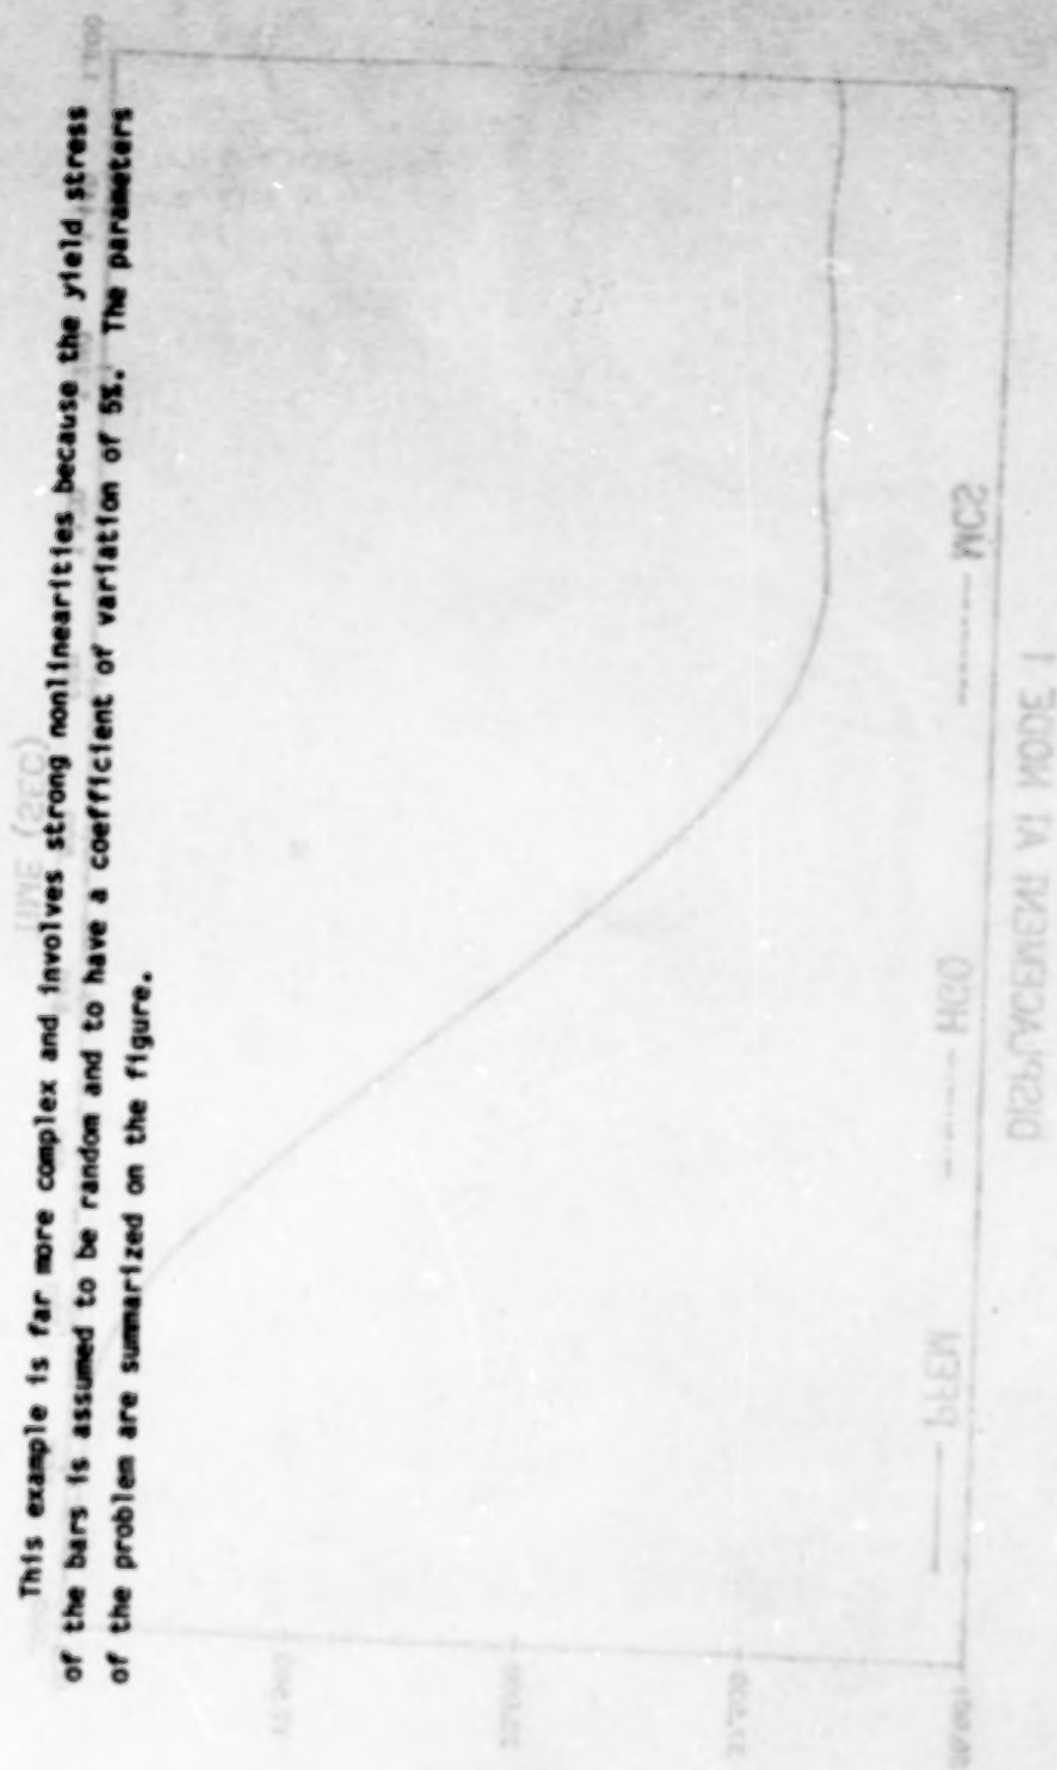 This example is far more complex and involves strong nonlinearities because the yield stress
of the bars is assumed to be random and to have a coefficient of variation of 5%. The parameters
of the problem are summarized on the figure.
DISPLACEMENT AT NODE 1
PFEM
HGO
MCS
TIME (SEC)